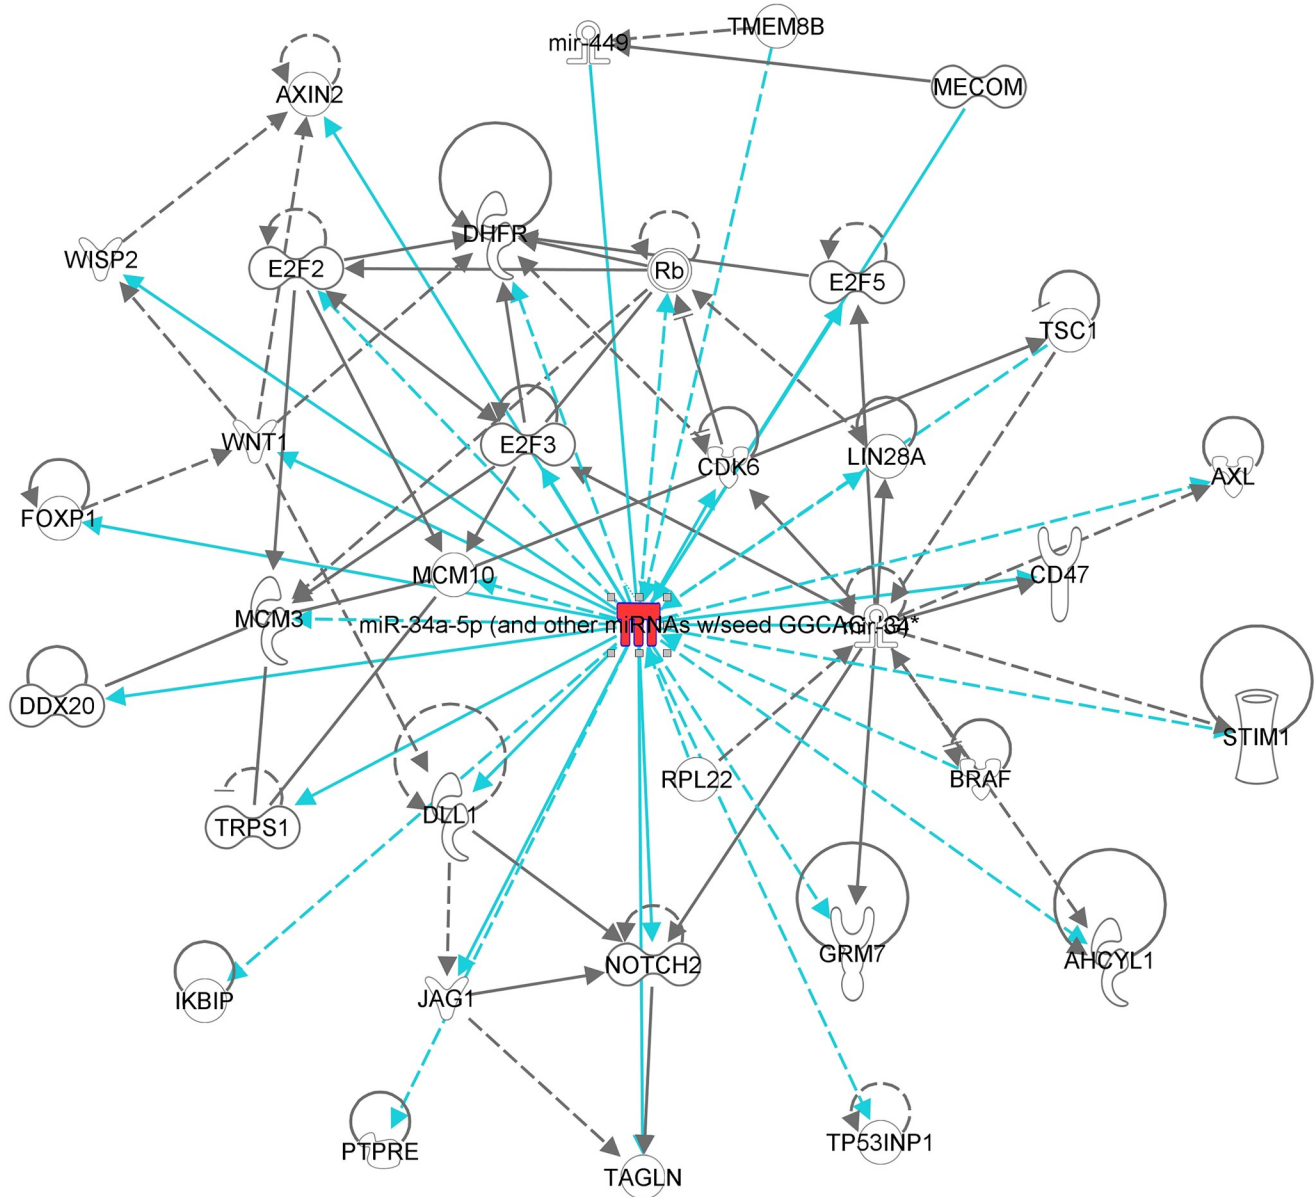 mir-449
TMEM8B
MECOM
AXIN2
DHFR
WISP2
E2F2
Rb
E2F5
TSC1
WNT1
E2F3
CDK6
LIN28A
AXL
FOXP1
MCM10
CD47
MCM3
miR-34a-5p (and other miRNAs w/seed GGCAG
mir-34
DDX20
STIM1
RPL22
BRAF
DLL1
TRPS1
GRM7
AHCYL1
NOTCH2
IKBIP
JAG1
PTPRE
TP53INP1
TAGLN